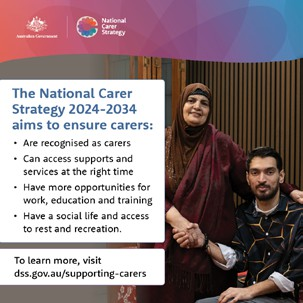 Australian Government
National
Carer
Strategy
The National Carer
Strategy 2024-2034
aims to ensure carers:
• Are recognised as carers
• Can access supports and
services at the right time
• Have more opportunities for
work, education and training
• Have a social life and access
to rest and recreation.
To learn more, visit
dss.gov.au/supporting-carers